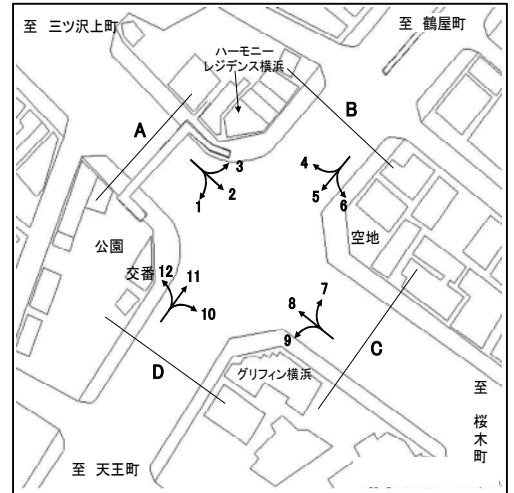 至 三ツ沢上町
至 鶴屋町
ハーモニー
レジデンス横浜
A
B
3
2
1
4
5
6
空地
公園
交番
12
11
10
7
8
9
C
D
グリフィン横浜
至 桜木町
至 天王町